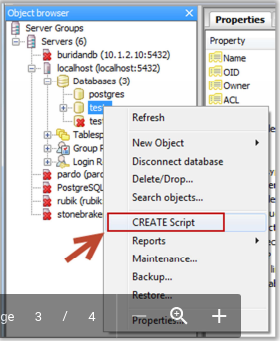 Object browser
Server Groups
Servers (6)
buridandb (10.1.2.10:5432)
localhost (localhost:5432)
Databases (3)
postgres
test
Tablesp
Group R
Login R
pardo (pard
PostgreSQL
rubik (rubik
stonebrake
Refresh
New Object
Disconnect database
Delete/Drop...
Search objects...
CREATE Script
Reports
Maintenance...
Backup...
Restore...
Properties...
Properties
Property
Name
OID
Owner
ACL
ge 3 / 4